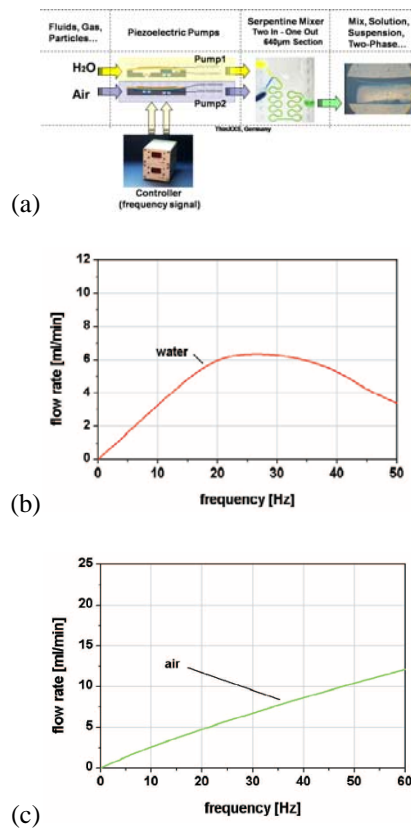 Fluids, Gas,
Particles...
Piezoelectric Pumps
Serpentine Mixer
Two In - One Out
640µm Section
Mix, Solution,
Suspension,
Two-Phase...
Pump1
H₂O
Air
Pump2
ThinXXS, Germany
Controller
(frequency signal)
(a)
12
10
8
6
4
2
0
flow rate [ml/min]
water
0 10 20 30 40 50
frequency [Hz]
(b)
25
20
15
10
5
0
flow rate [ml/min]
air
0 20 40 60
frequency [Hz]
(c)